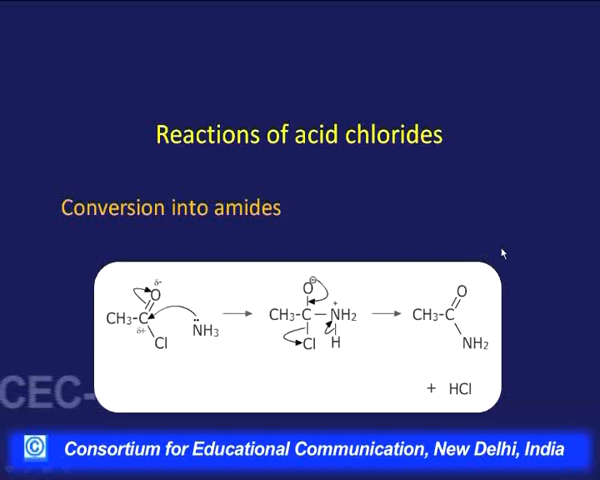 Reactions of acid chlorides
Conversion into amides
δ-
O
CH3-C
δ+
Cl
NH3
O
⊖
CH3-C-NH2
+
Cl H
O
CH3-C
NH2
+ HCl
CEC-
© Consortium for Educational Communication, New Delhi, India